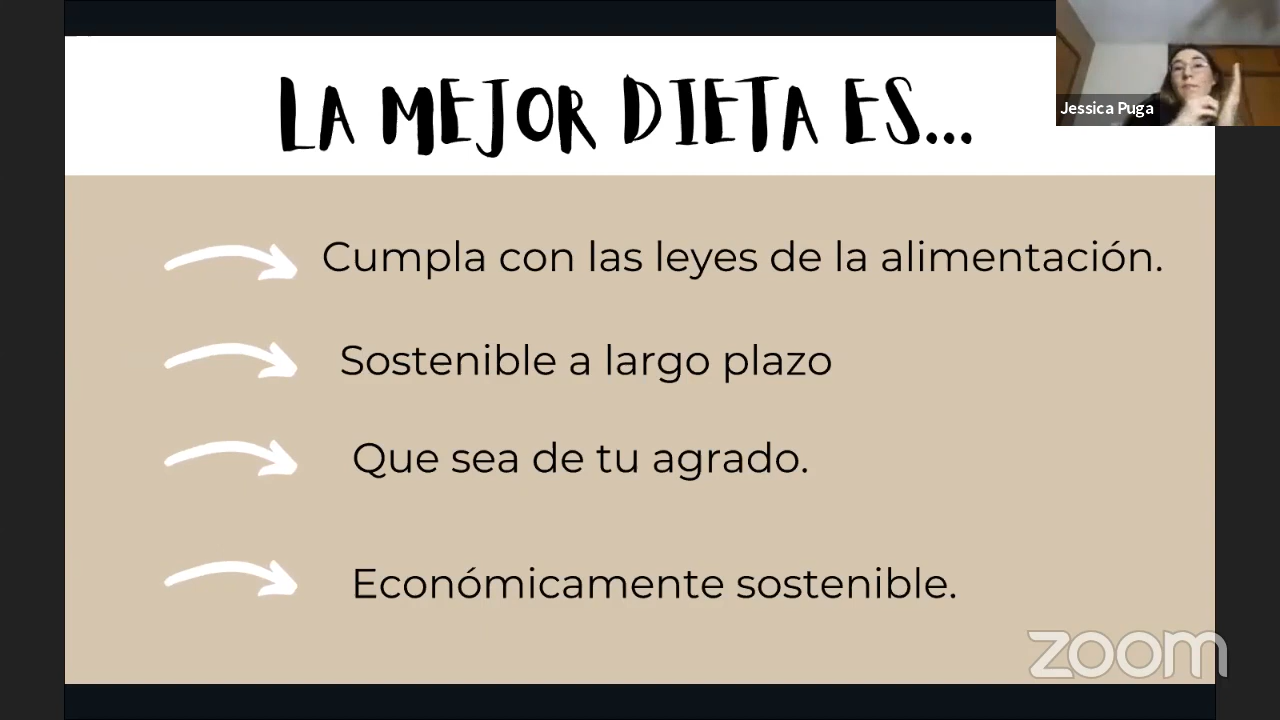 LA MEJOR DIETA ES...
Jessica Puga
Cumpla con las leyes de la alimentación.
Sostenible a largo plazo
Que sea de tu agrado.
Económicamente sostenible.
zoom